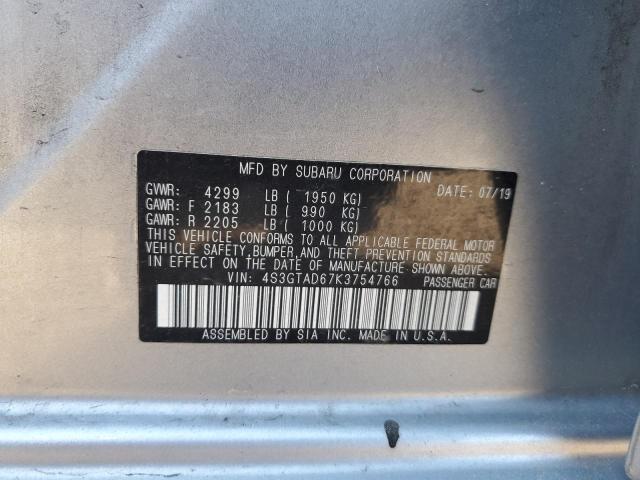 MFD BY SUBARU CORPORATION
GVWR: 4299 LB ( 1950 KG) DATE: 07/19
GAWR: F 2183 LB ( 990 KG)
GAWR: R 2205 LB ( 1000 KG)
THIS VEHICLE CONFORMS TO ALL APPLICABLE FEDERAL MOTOR
VEHICLE SAFETY, BUMPER, AND THEFT PREVENTION STANDARDS
IN EFFECT ON THE DATE OF MANUFACTURE SHOWN ABOVE.
VIN: 4S3GTAD67K3754766 PASSENGER CAR
ASSEMBLED BY SIA INC. MADE IN U.S.A.